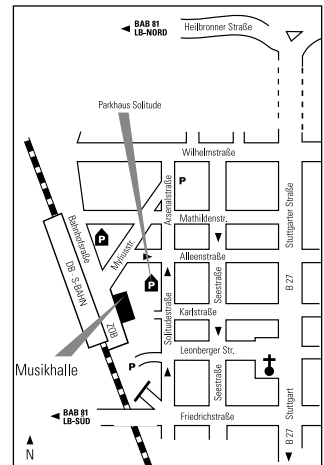 BAB 81
LB-NORD
Heilbronner Straße
Parkhaus Solitude
Wilhelmstraße
P
Arsenalstraße
Stuttgarter Straße
Mathildenstr.
Bahnhofstraße
P
Myliusstr.
Alleenstraße
DB - S-BAHN
P
Seestraße
B 27
Solitudestraße
Karlstraße
ZOB
Leonberger Str.
Musikhalle
P
Seestraße
BAB 81
LB-SÜD
Friedrichstraße
Stuttgart
B 27
N